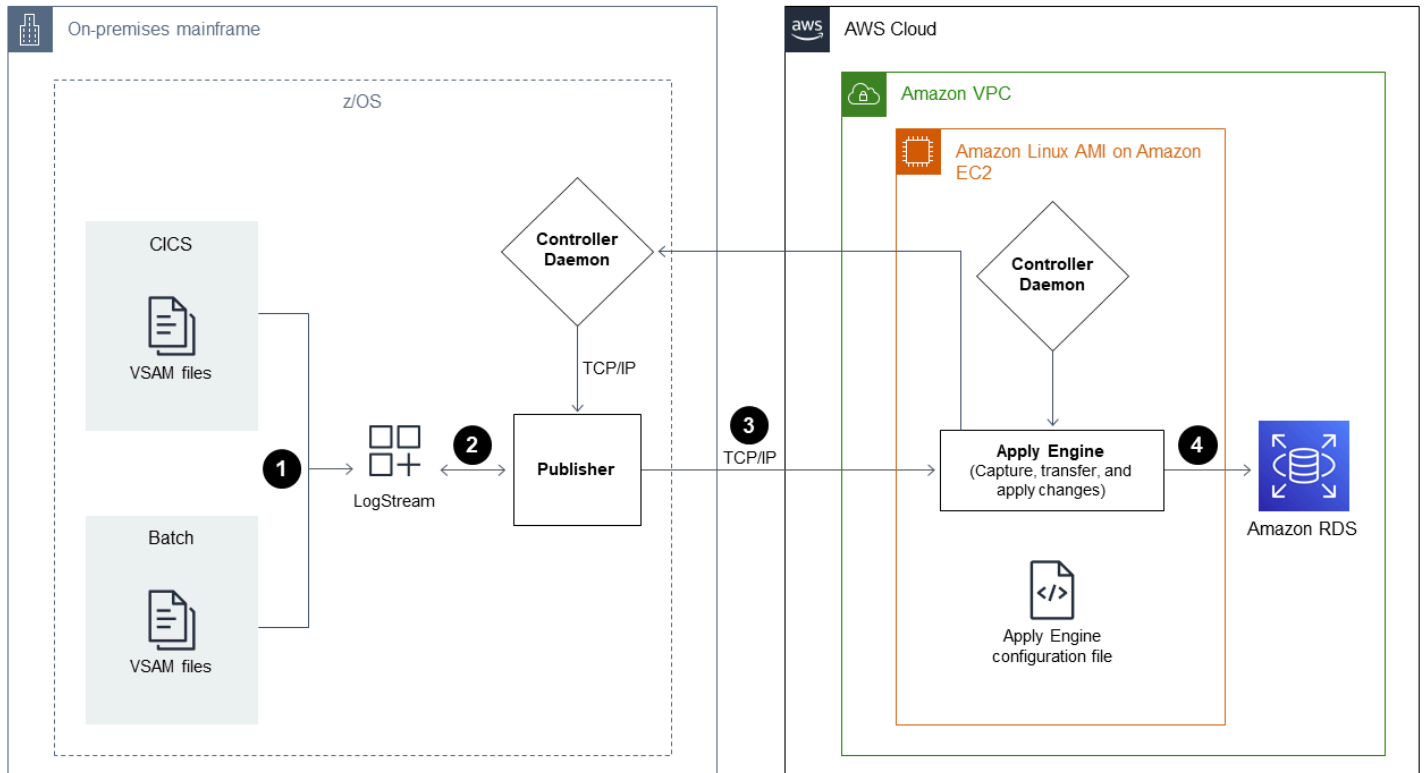 On-premises mainframe
z/OS
CICS
VSAM files
Batch
VSAM files
1
LogStream
2
Controller
Daemon
TCP/IP
Publisher
3
TCP/IP
aws
AWS Cloud
Amazon VPC
Amazon Linux AMI on Amazon
EC2
Controller
Daemon
Apply Engine
(Capture, transfer, and
apply changes)
4
Amazon RDS
</>
Apply Engine
configuration file